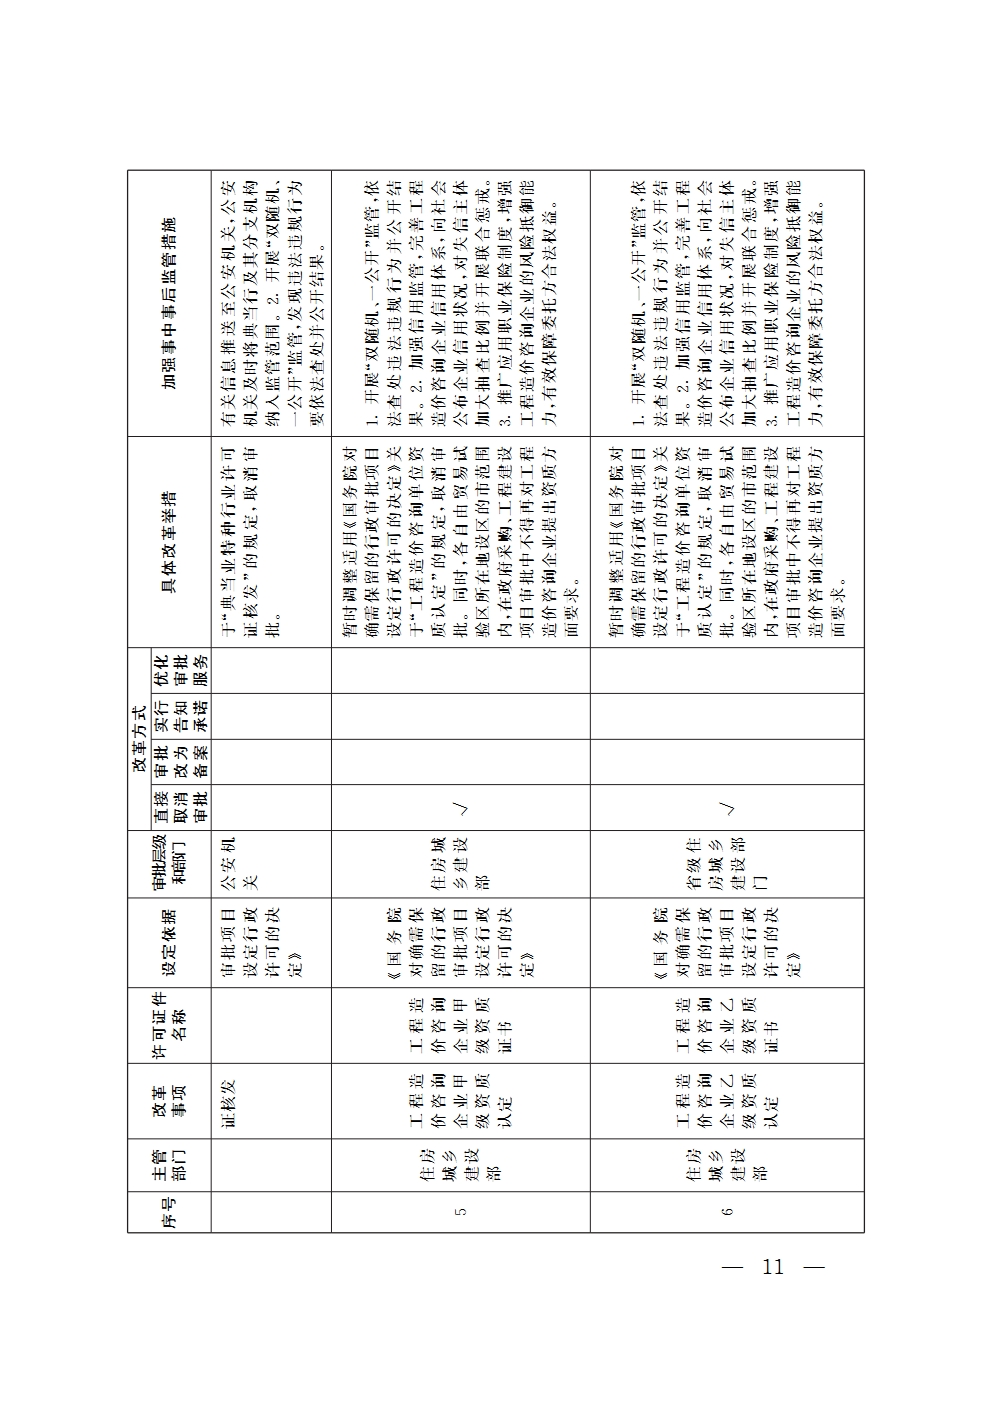 序号
主管
部门
改革
事项
许可证件
名称
设定依据
审批层级
和部门
改革方式
直接
取消
审批
审批
改为
备案
实行
告知
承诺
优化
审批
服务
具体改革举措
加强事中事后监管措施
证核发
审批项目
设定行政
许可的决
定》
公安机
关
于“典当业特种行业许可
证核发”的规定,取消审
批。
有关信息推送至公安机关,公安
机关及时将典当行及其分支机构
纳入监管范围。2. 开展“双随机、
一公开”监管,发现违法违规行为
要依法查处并公开结果。
5
住房
城乡
建设
部
工程造
价咨询
企业甲
级资质
认定
工程造
价咨询
企业甲
级资质
证书
《国务院
对确需保
留的行政
审批项目
设定行政
许可的决
定》
住房城
乡建设
部
√
暂时调整适用《国务院对
确需保留的行政审批项目
设定行政许可的决定》关
于“工程造价咨询单位资
质认定”的规定,取消审
批。同时,各自由贸易试
验区所在地设区的市范围
内,在政府采购、工程建设
项目审批中不得再对工程
造价咨询企业提出资质方
面要求。
1. 开展“双随机、一公开”监管,依
法查处违法违规行为并公开结
果。2. 加强信用监管,完善工程
造价咨询企业信用体系,向社会
公布企业信用状况,对失信主体
加大抽查比例并开展联合惩戒。
3. 推广应用职业保险制度,增强
工程造价咨询企业的风险抵御能
力,有效保障委托方合法权益。
6
住房
城乡
建设
部
工程造
价咨询
企业乙
级资质
认定
工程造
价咨询
企业乙
级资质
证书
《国务院
对确需保
留的行政
审批项目
设定行政
许可的决
定》
省级住
房城乡
建设部
门
√
暂时调整适用《国务院对
确需保留的行政审批项目
设定行政许可的决定》关
于“工程造价咨询单位资
质认定”的规定,取消审
批。同时,各自由贸易试
验区所在地设区的市范围
内,在政府采购、工程建设
项目审批中不得再对工程
造价咨询企业提出资质方
面要求。
1. 开展“双随机、一公开”监管,依
法查处违法违规行为并公开结
果。2. 加强信用监管,完善工程
造价咨询企业信用体系,向社会
公布企业信用状况,对失信主体
加大抽查比例并开展联合惩戒。
3. 推广应用职业保险制度,增强
工程造价咨询企业的风险抵御能
力,有效保障委托方合法权益。
— 11 —